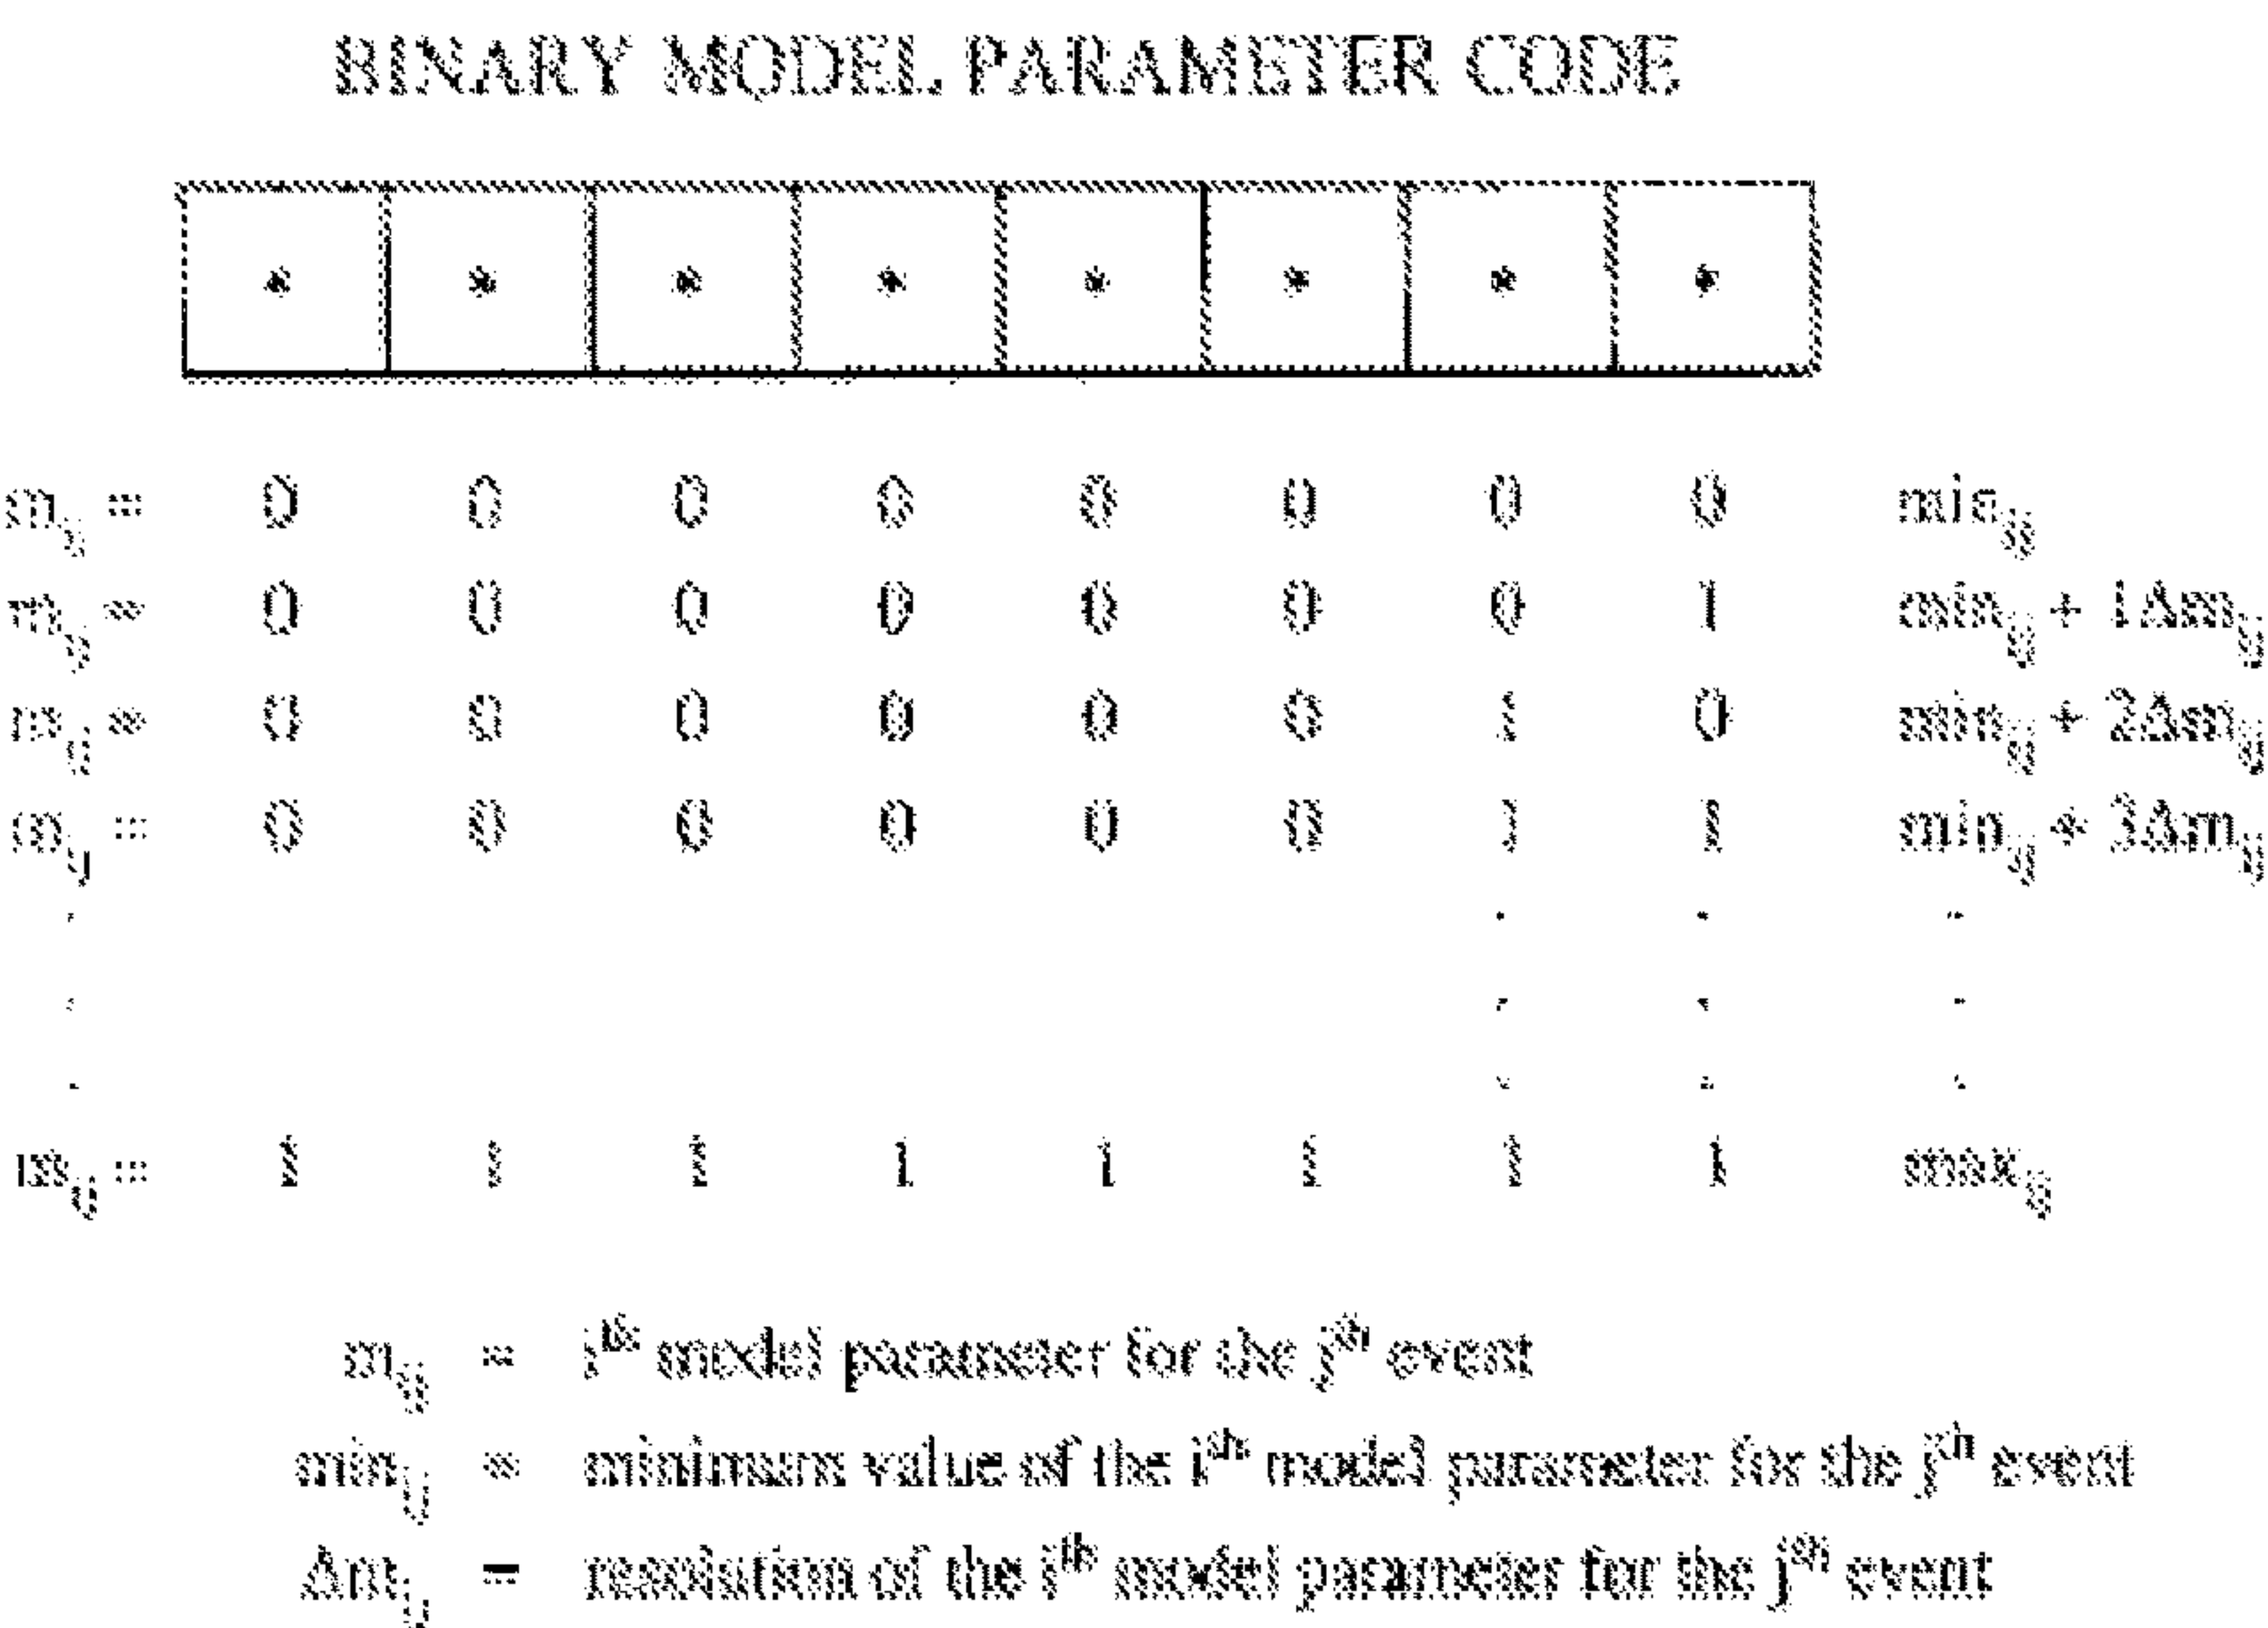 BINARY MODEL PARAMETER CODE
* * * * * * * *
m_ij = 0 0 0 0 0 0 0 0 min_ij
m_ij = 0 0 0 0 0 0 0 1 min_ij + 1Δm_ij
m_ij = 0 0 0 0 0 0 1 0 min_ij + 2Δm_ij
m_ij = 0 0 0 0 0 0 1 1 min_ij + 3Δm_ij
. . . .
. . . .
. . . .
m_ij = 1 1 1 1 1 1 1 1 max_ij
m_ij = i^th model parameter for the j^th event
min_ij = minimum value of the i^th model parameter for the j^th event
Δm_ij = resolution of the i^th model parameter for the j^th event